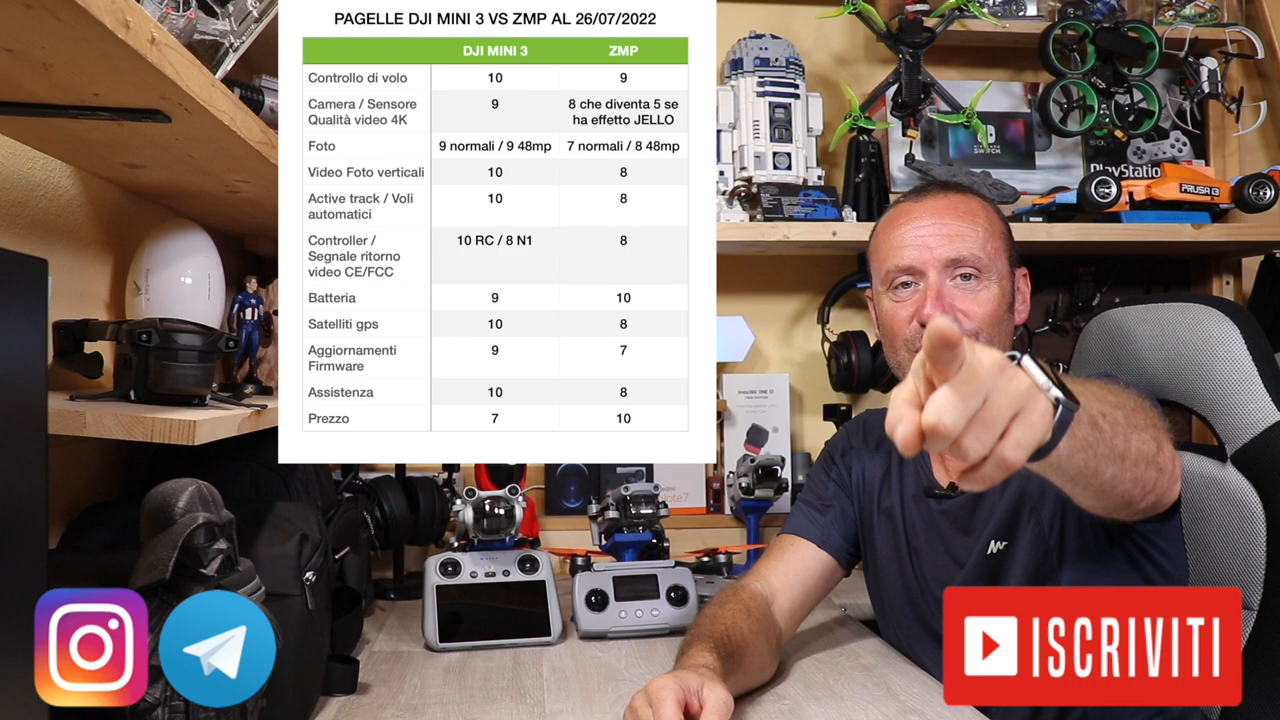 PAGELLE DJI MINI 3 VS ZMP AL 26/07/2022
DJI MINI 3 ZMP
Controllo di volo 10 9
Camera / Sensore 9 8 che diventa 5 se
Qualità video 4K ha effetto JELLO
Foto 9 normali / 9 48mp 7 normali / 8 48mp
Video Foto verticali 10 8
Active track / Voli 10 8
automatici
Controller / 10 RC / 8 N1 8
Segnale ritorno
video CE/FCC
Batteria 9 10
Satelliti gps 10 8
Aggiornamenti 9 7
Firmware
Assistenza 10 8
Prezzo 7 10
SWITCH
PlayStation
PRUSA i3
Insta360 ONE R
ISCRIVITI